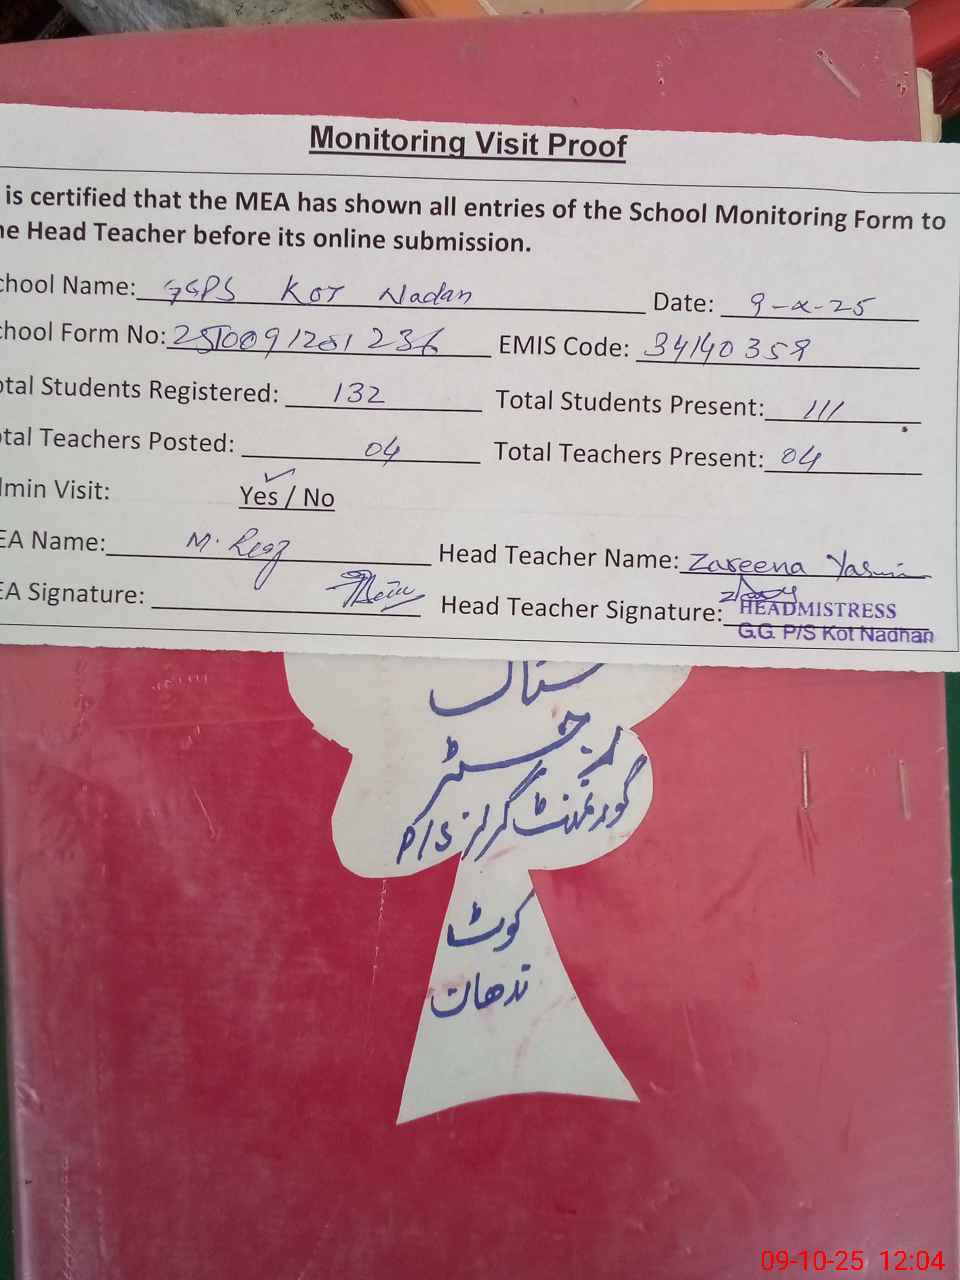 Monitoring Visit Proof
is certified that the MEA has shown all entries of the School Monitoring Form to
he Head Teacher before its online submission.
chool Name: GGPS Kot Nadan Date: 9-x-25
chool Form No: EMIS Code: 34140359
otal Students Registered: 132 Total Students Present: 111
otal Teachers Posted: 04 Total Teachers Present: 04
dmin Visit: Yes / No
EA Name: M. Riaz Head Teacher Name: Zareena Yasmin
EA Signature: Head Teacher Signature:
HEADMISTRESS
G.G. P/S Kot Nadhan
رجسٹر
گورنمنٹ گرلز P/S
کوٹ
ندھان
09-10-25 12:04